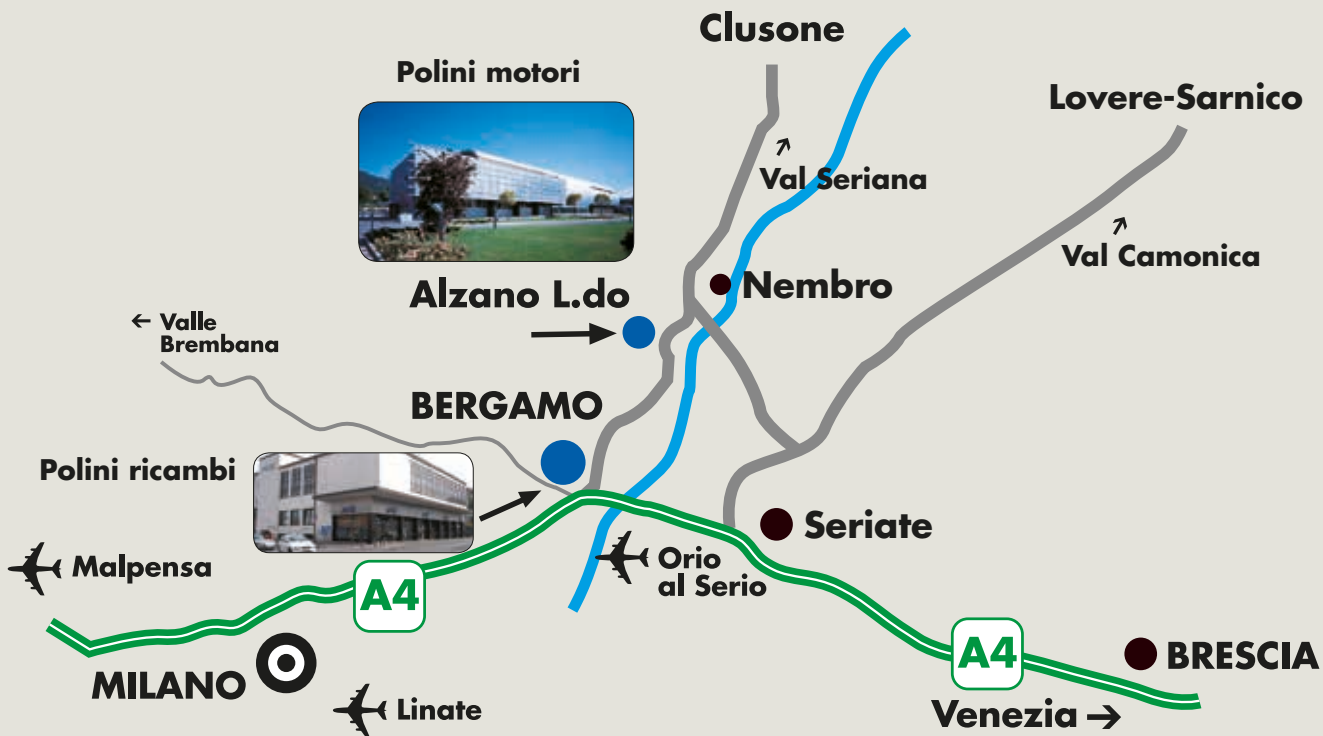 Clusone
Polini motori
Lovere-Sarnico
Val Seriana
Val Camonica
Alzano L.do
Nembro
← Valle
Brembana
BERGAMO
Polini ricambi
Seriate
Malpensa
Orio
al Serio
A4
A4
MILANO
BRESCIA
Linate
Venezia →